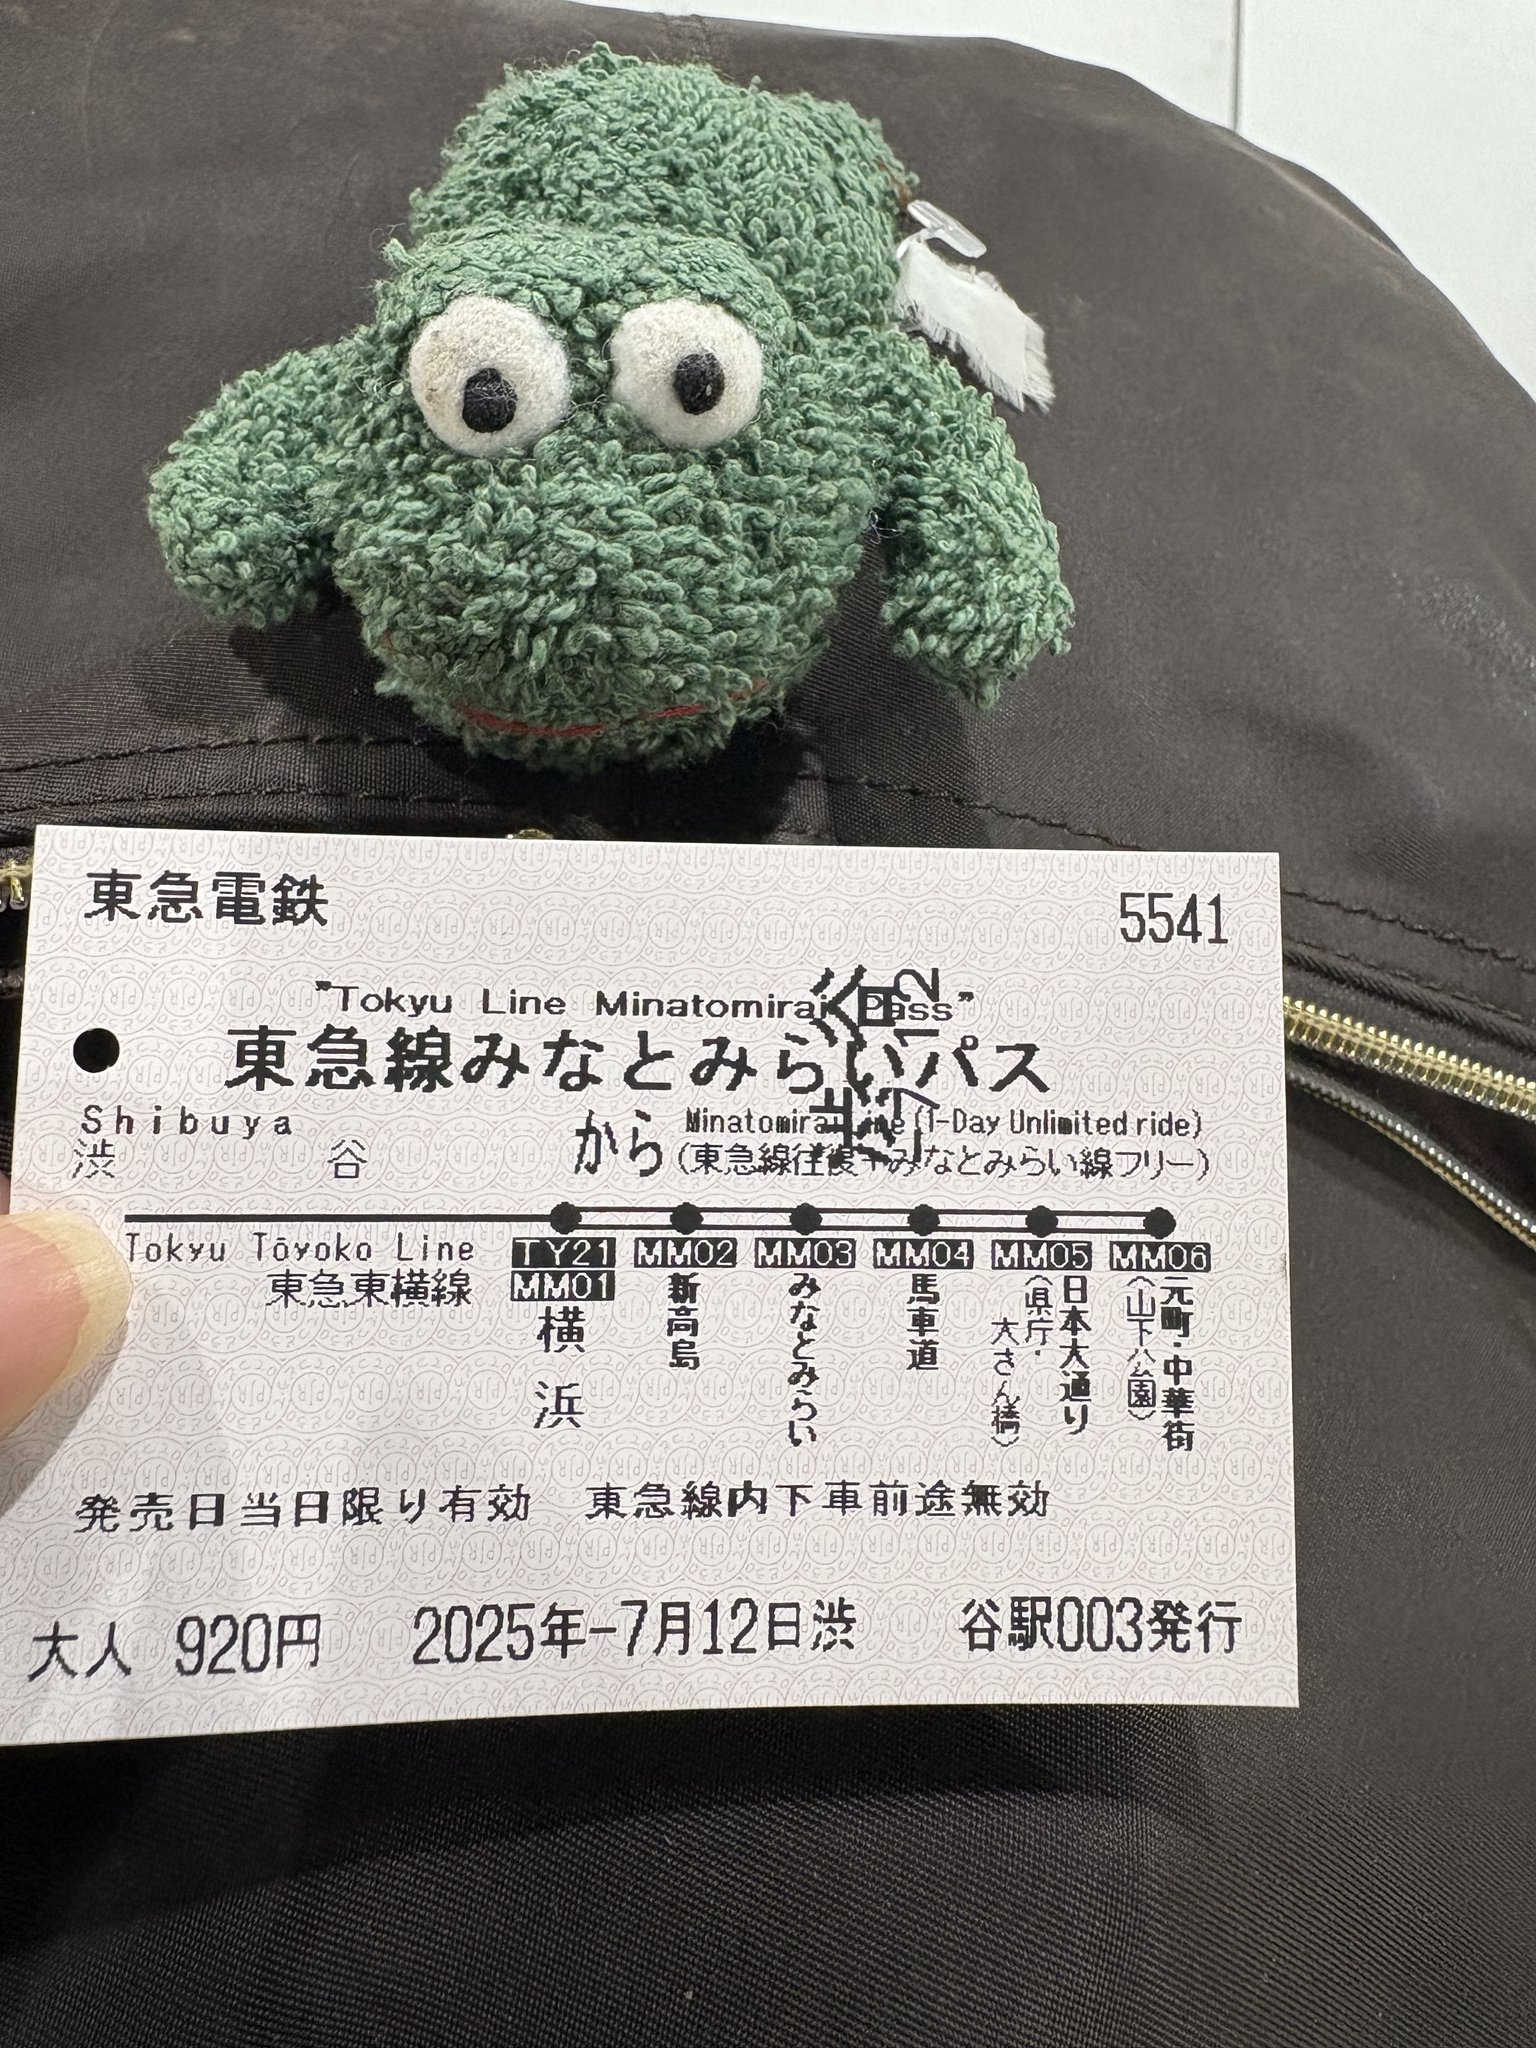 東急電鉄
5541
"Tokyu Line Minatomirai Pass"
東急線みなとみらいパス
Shibuya
渋谷
から
Minatomirai Line (1-Day Unlimited ride)
(東急線往復+みなとみらい線フリー)
Tokyu Tōyoko Line
東急東横線
TY21
MM01
横浜
MM02
新高島
MM03
みなとみらい
MM04
馬車道
MM05
日本大通り
(県庁・
大さん橋)
MM06
元町・中華街
(山下公園)
発売日当日限り有効 東急線内下車前途無効
大人 920円 2025年-7月12日渋 谷駅003発行